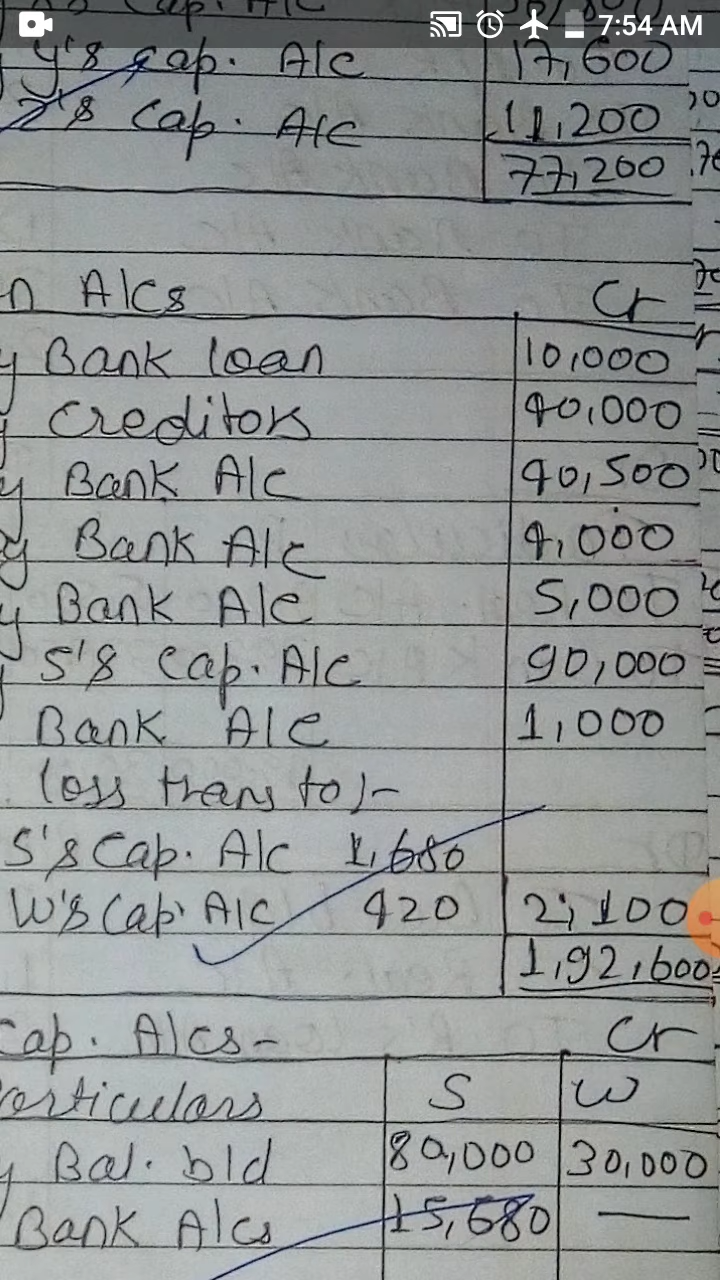 7:54 AM
Y's Cap. A/c 17,600
Z's Cap. A/c 11,200
77,200
n A/cs Cr
y Bank loan 10,000
y Creditors 40,000
y Bank A/c 40,500
y Bank A/c 4,000
y Bank A/c 5,000
S's Cap. A/c 90,000
Bank A/c 1,000
loss trans to:-
S's Cap. A/c 1,680
W's Cap. A/c 420 2,100
1,92,600
Cap. A/cs- Cr
Particulars S W
y Bal. b/d 80,000 30,000
Bank A/cs 15,680 —